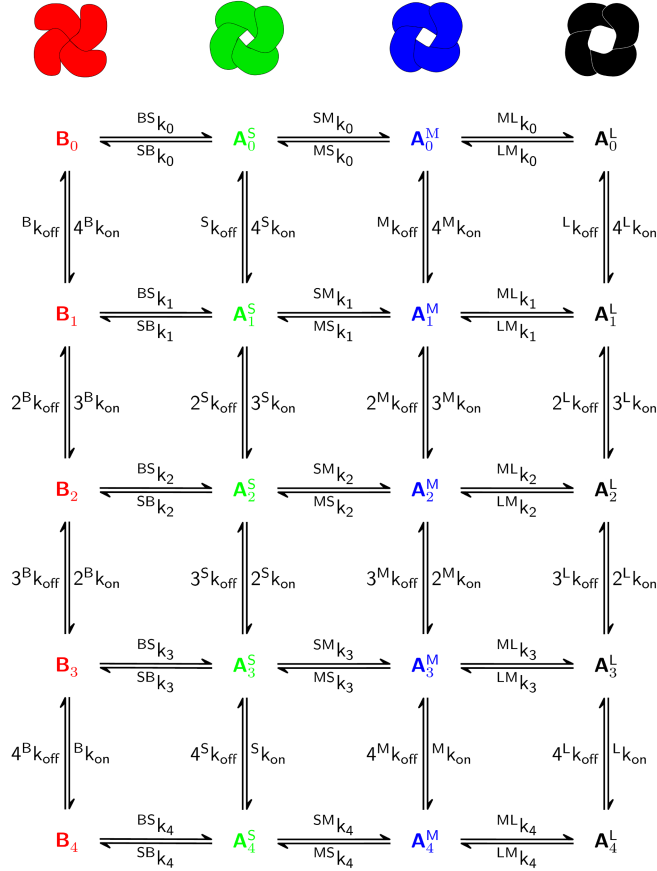 BSk0 SMk0 MLk0
B0 AS0 AM0 AL0
SBk0 MSk0 LMk0
Bkoff 4Bkon Skoff 4Skon Mkoff 4Mkon Lkoff 4Lkon
BSk1 SMk1 MLk1
B1 AS1 AM1 AL1
SBk1 MSk1 LMk1
2Bkoff 3Bkon 2Skoff 3Skon 2Mkoff 3Mkon 2Lkoff 3Lkon
BSk2 SMk2 MLk2
B2 AS2 AM2 AL2
SBk2 MSk2 LMk2
3Bkoff 2Bkon 3Skoff 2Skon 3Mkoff 2Mkon 3Lkoff 2Lkon
BSk3 SMk3 MLk3
B3 AS3 AM3 AL3
SBk3 MSk3 LMk3
4Bkoff Bkon 4Skoff Skon 4Mkoff Mkon 4Lkoff Lkon
BSk4 SMk4 MLk4
B4 AS4 AM4 AL4
SBk4 MSk4 LMk4